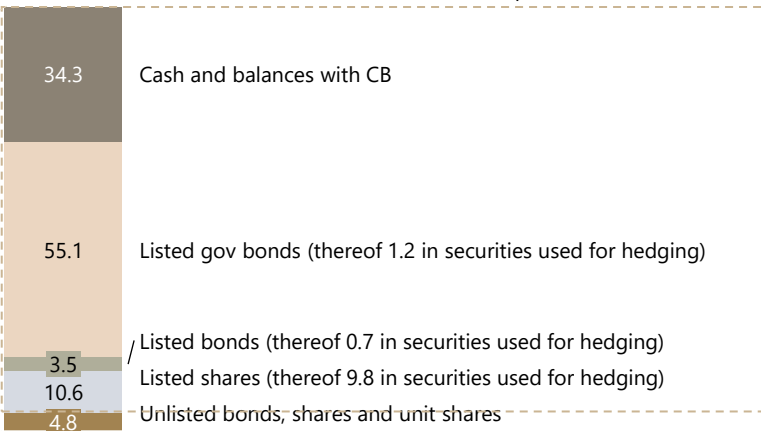 34.3 Cash and balances with CB
55.1 Listed gov bonds (thereof 1.2 in securities used for hedging)
Listed bonds (thereof 0.7 in securities used for hedging)
3.5
Listed shares (thereof 9.8 in securities used for hedging)
10.6
Unlisted bonds, shares and unit shares
4.8